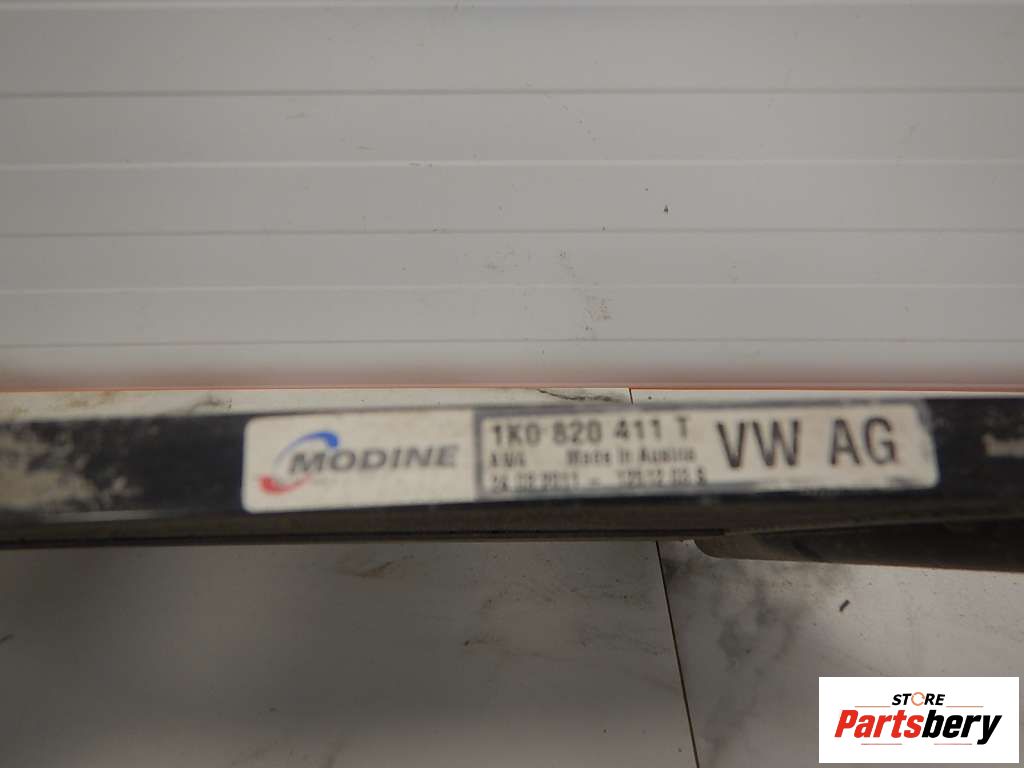 MODINE
1K0 820 411 T
Made in Austria
VW AG
STORE
Partsbery